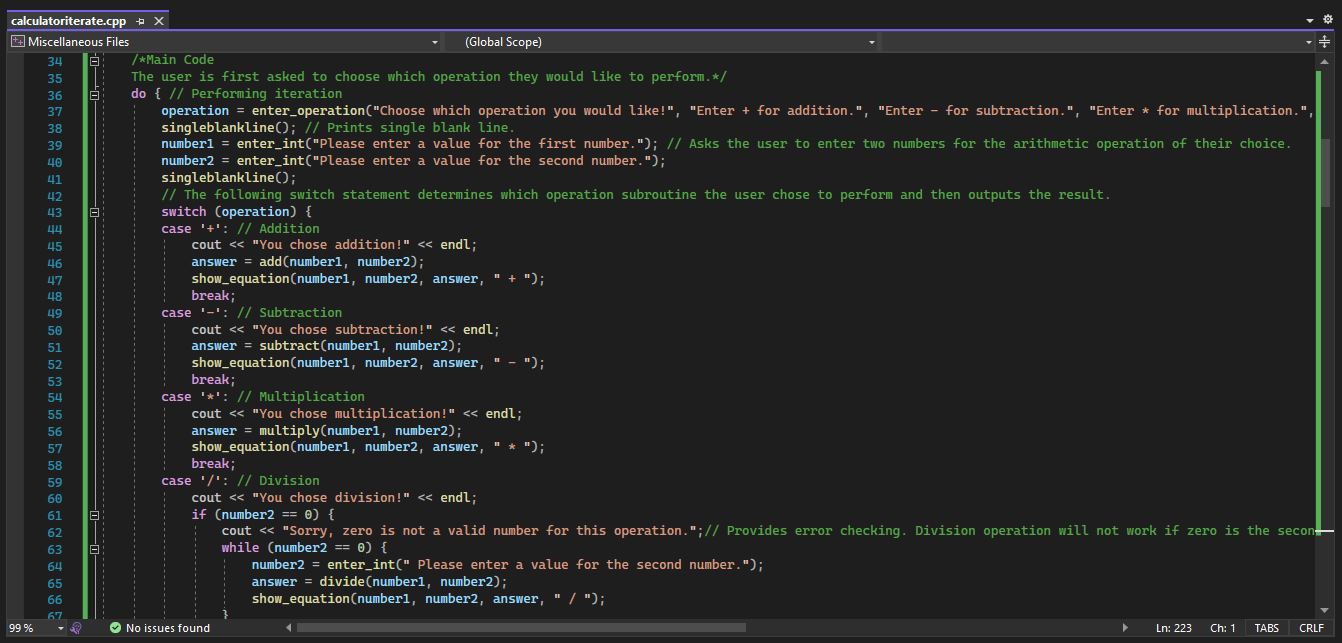 calculatoriterate.cpp
Miscellaneous Files (Global Scope)
34 /*Main Code
35 The user is first asked to choose which operation they would like to perform.*/
36 do { // Performing iteration
37 operation = enter_operation("Choose which operation you would like!", "Enter + for addition.", "Enter - for subtraction.", "Enter * for multiplication.",
38 singleblankline(); // Prints single blank line.
39 number1 = enter_int("Please enter a value for the first number."); // Asks the user to enter two numbers for the arithmetic operation of their choice.
40 number2 = enter_int("Please enter a value for the second number.");
41 singleblankline();
42 // The following switch statement determines which operation subroutine the user chose to perform and then outputs the result.
43 switch (operation) {
44 case '+': // Addition
45 cout << "You chose addition!" << endl;
46 answer = add(number1, number2);
47 show_equation(number1, number2, answer, " + ");
48 break;
49 case '-': // Subtraction
50 cout << "You chose subtraction!" << endl;
51 answer = subtract(number1, number2);
52 show_equation(number1, number2, answer, " - ");
53 break;
54 case '*': // Multiplication
55 cout << "You chose multiplication!" << endl;
56 answer = multiply(number1, number2);
57 show_equation(number1, number2, answer, " * ");
58 break;
59 case '/': // Division
60 cout << "You chose division!" << endl;
61 if (number2 == 0) {
62 cout << "Sorry, zero is not a valid number for this operation.";// Provides error checking. Division operation will not work if zero is the secon
63 while (number2 == 0) {
64 number2 = enter_int(" Please enter a value for the second number.");
65 answer = divide(number1, number2);
66 show_equation(number1, number2, answer, " / ");
67 }
99 % No issues found Ln: 223 Ch: 1 TABS CRLF